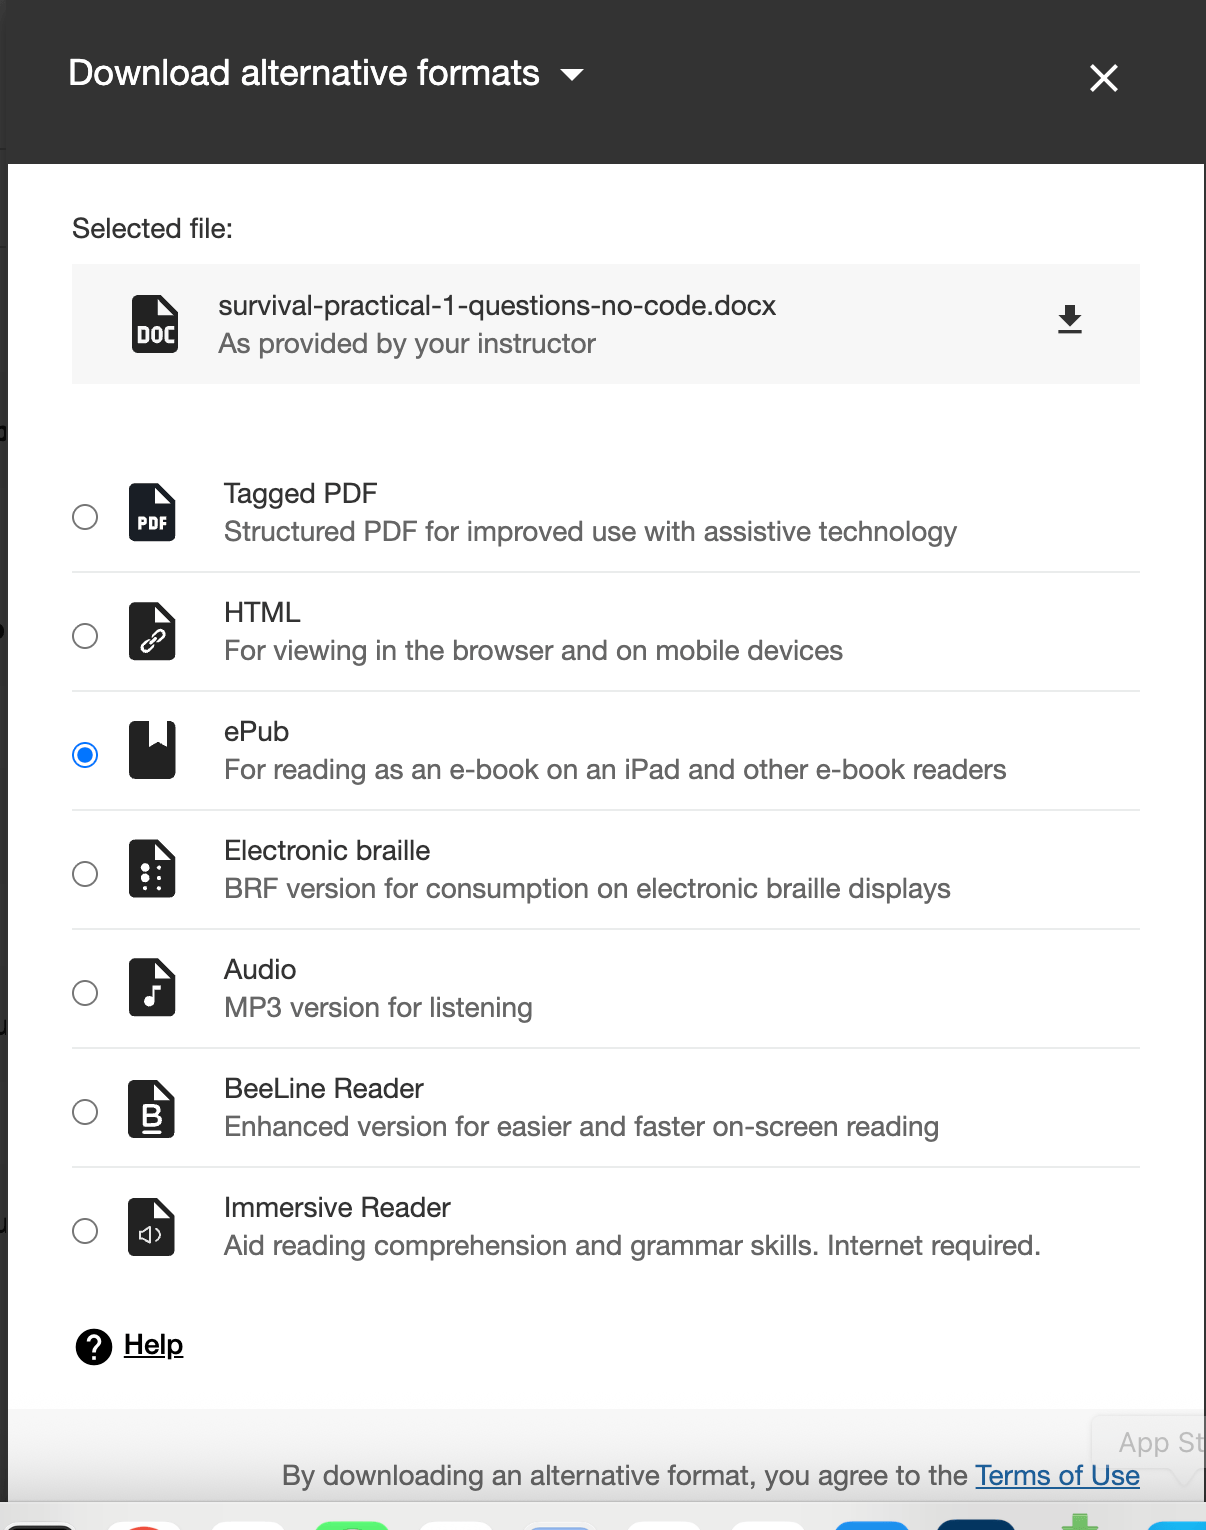 Download alternative formats
Selected file:
DOC
survival-practical-1-questions-no-code.docx
As provided by your instructor
PDF
Tagged PDF
Structured PDF for improved use with assistive technology
HTML
For viewing in the browser and on mobile devices
ePub
For reading as an e-book on an iPad and other e-book readers
Electronic braille
BRF version for consumption on electronic braille displays
Audio
MP3 version for listening
B
BeeLine Reader
Enhanced version for easier and faster on-screen reading
Immersive Reader
Aid reading comprehension and grammar skills. Internet required.
? Help
App St
By downloading an alternative format, you agree to the Terms of Use